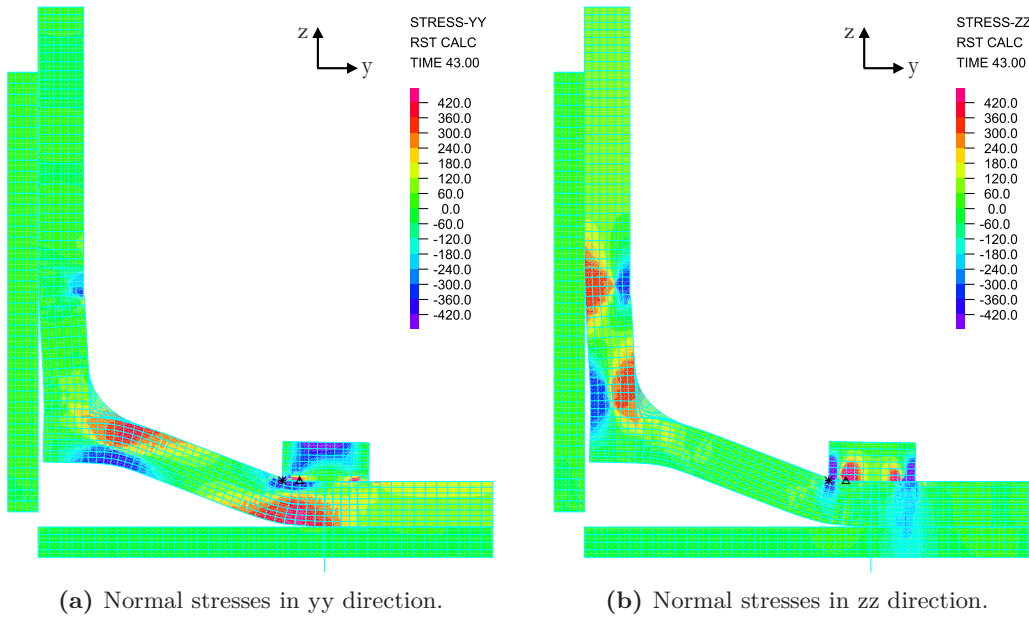 STRESS-YY
RST CALC
TIME 43.00
z
y
420.0
360.0
300.0
240.0
180.0
120.0
60.0
0.0
-60.0
-120.0
-180.0
-240.0
-300.0
-360.0
-420.0
(a) Normal stresses in yy direction.
STRESS-ZZ
RST CALC
TIME 43.00
z
y
420.0
360.0
300.0
240.0
180.0
120.0
60.0
0.0
-60.0
-120.0
-180.0
-240.0
-300.0
-360.0
-420.0
(b) Normal stresses in zz direction.